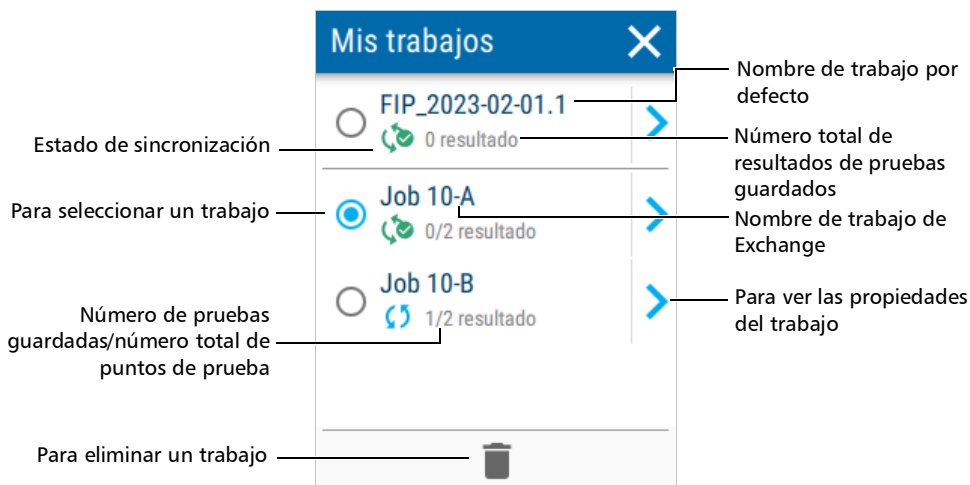 Mis trabajos
FIP_2023-02-01.1
0 resultado
Job 10-A
0/2 resultado
Job 10-B
1/2 resultado
Estado de sincronización
Para seleccionar un trabajo
Número de pruebas
guardadas/número total de
puntos de prueba
Para eliminar un trabajo
Nombre de trabajo por
defecto
Número total de
resultados de pruebas
guardados
Nombre de trabajo de
Exchange
Para ver las propiedades
del trabajo